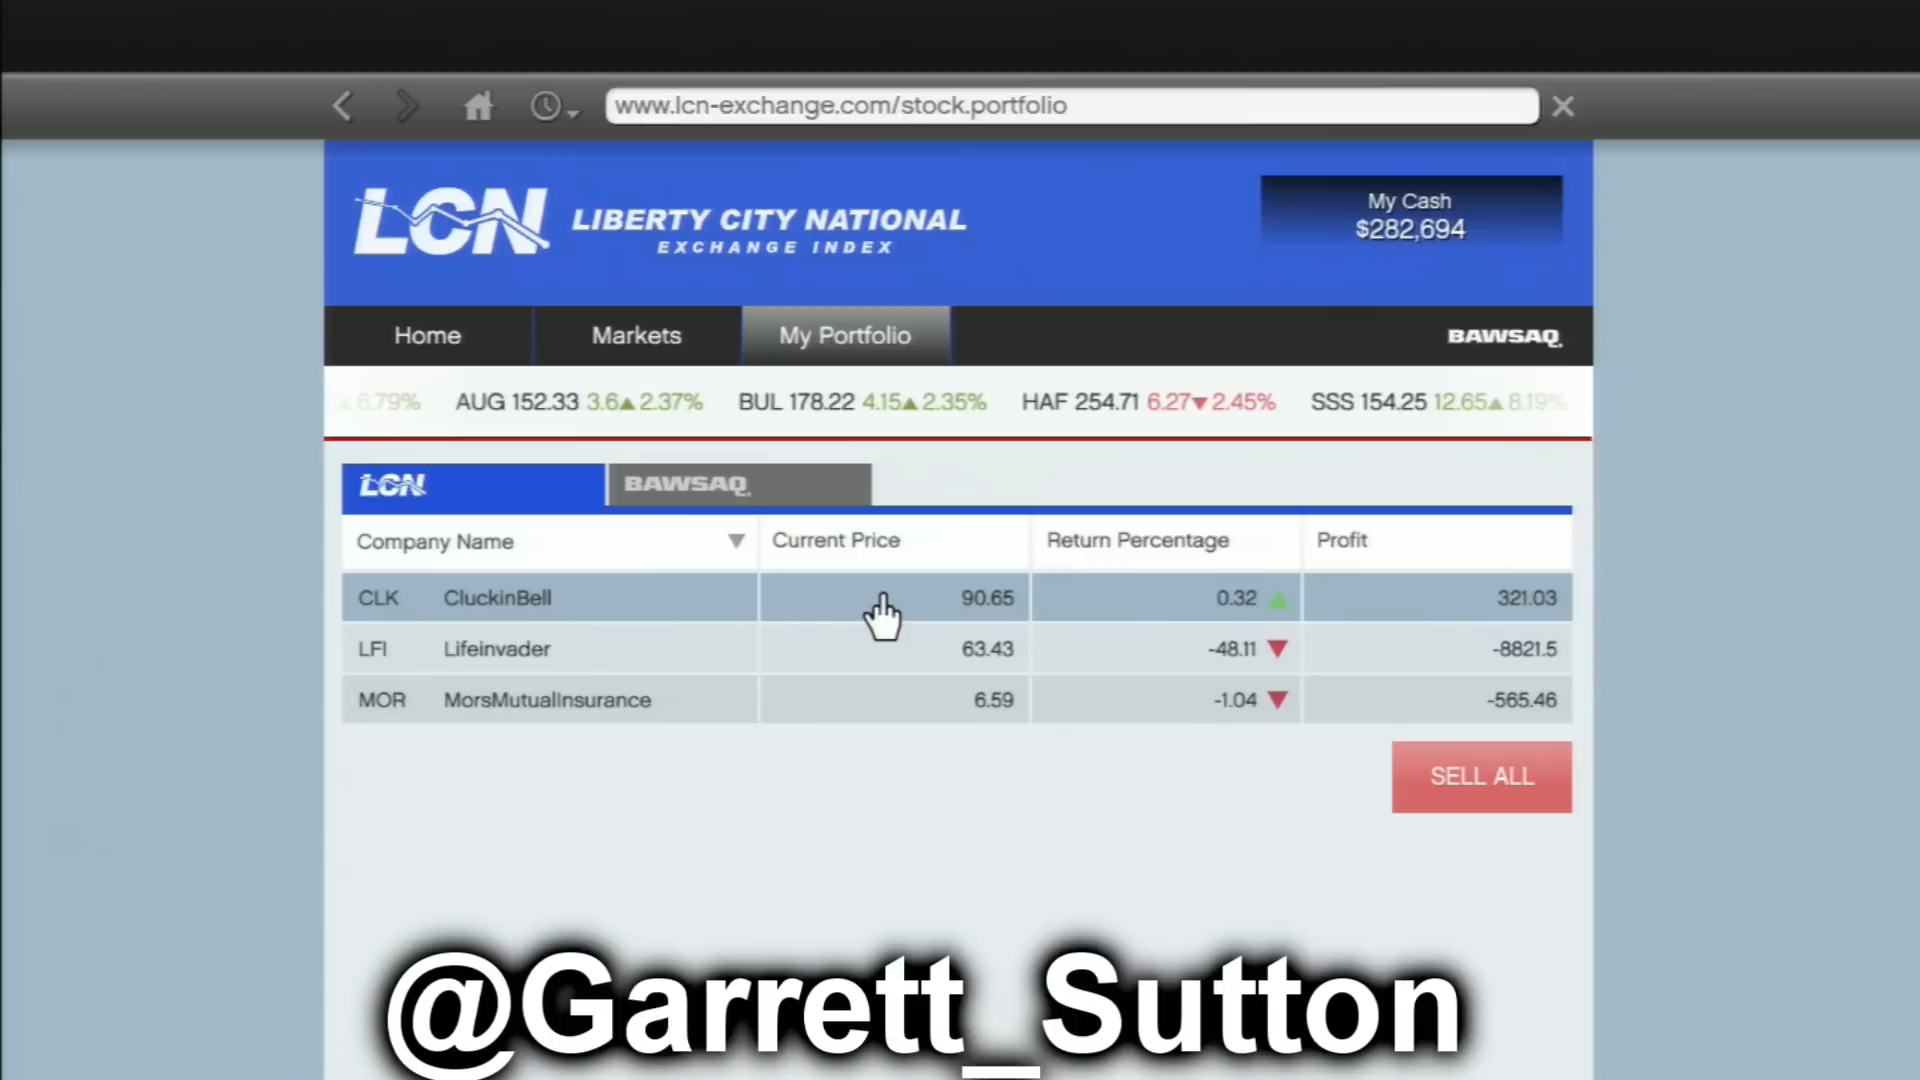 www.lcn-exchange.com/stock.portfolio
LCN LIBERTY CITY NATIONAL
EXCHANGE INDEX
My Cash
$282,694
Home Markets My Portfolio BAWSAQ
6.79% AUG 152.33 3.6▲2.37% BUL 178.22 4.15▲2.35% HAF 254.71 6.27▼2.45% SSS 154.25 12.65▲8.19%
LCN BAWSAQ
Company Name ▼ Current Price Return Percentage Profit
CLK CluckinBell 90.65 0.32 ▲ 321.03
LFI Lifeinvader 63.43 -48.11 ▼ -8821.5
MOR MorsMutualInsurance 6.59 -1.04 ▼ -565.46
SELL ALL
@Garrett_Sutton